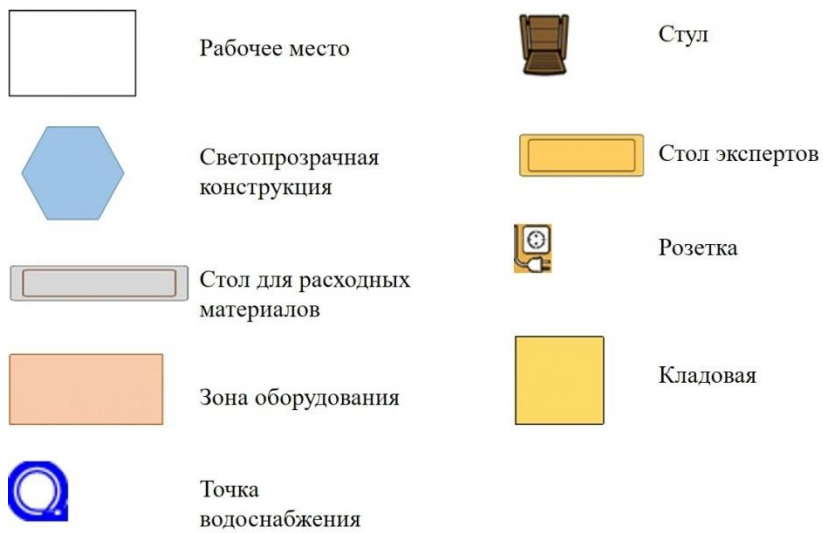 Рабочее место
Светопрозрачная
конструкция
Стол для расходных
материалов
Зона оборудования
Точка
водоснабжения
Стул
Стол экспертов
Розетка
Кладовая